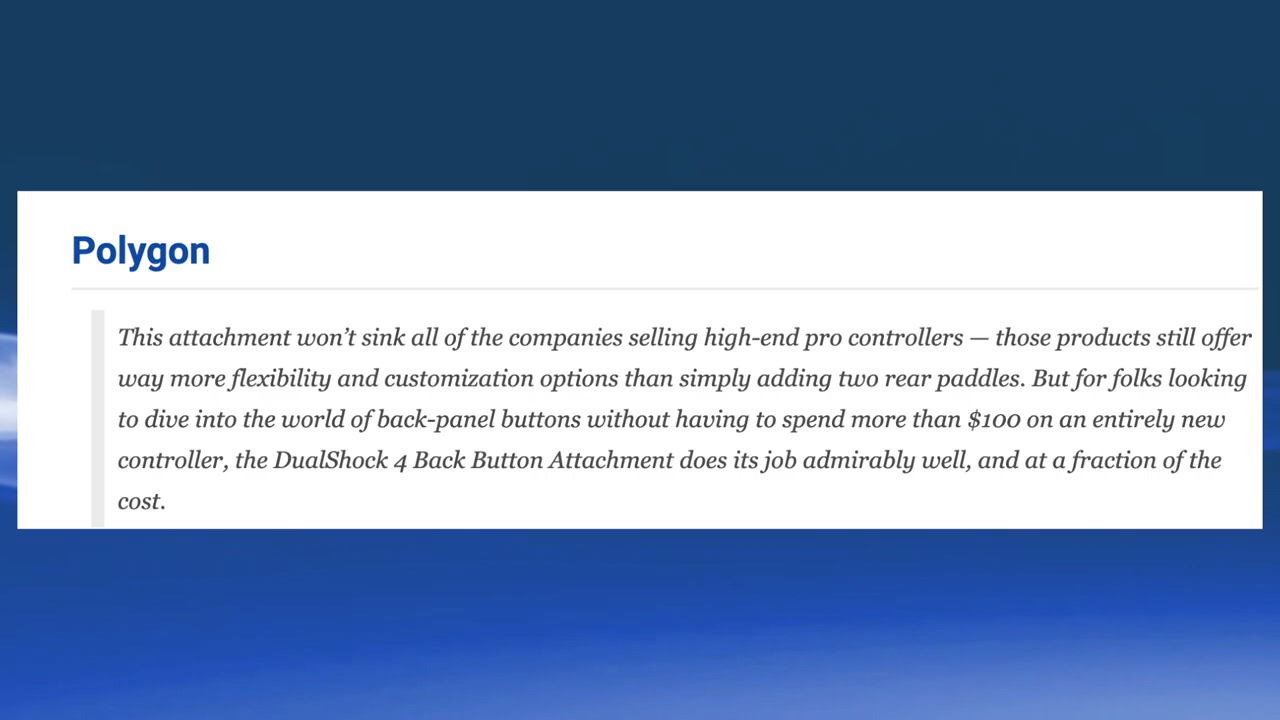 Polygon
This attachment won’t sink all of the companies selling high-end pro controllers — those products still offer
way more flexibility and customization options than simply adding two rear paddles. But for folks looking
to dive into the world of back-panel buttons without having to spend more than $100 on an entirely new
controller, the DualShock 4 Back Button Attachment does its job admirably well, and at a fraction of the
cost.